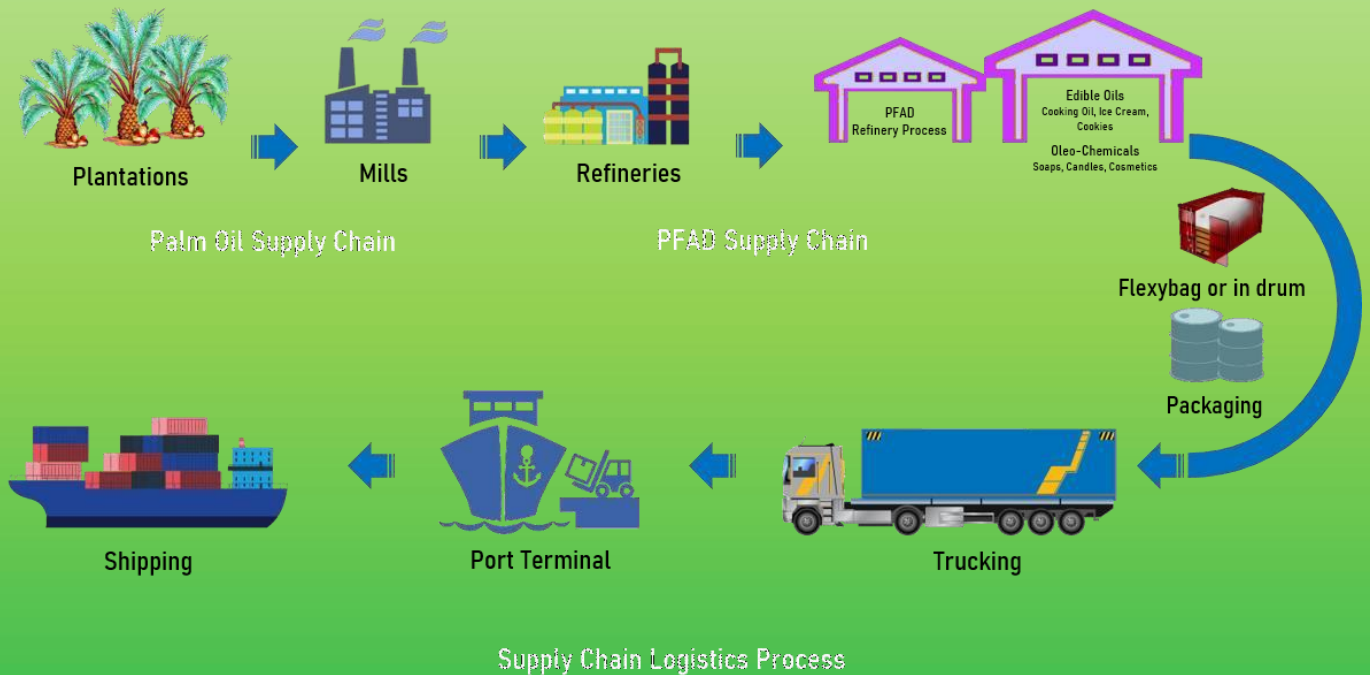 Plantations
Mills
Refineries
PFAD
Refinery Process
Edible Oils
Cooking Oil, Ice Cream,
Cookies
Oleo-Chemicals
Soaps, Candles, Cosmetics
Palm Oil Supply Chain
PFAD Supply Chain
Flexybag or in drum
Packaging
Shipping
Port Terminal
Trucking
Supply Chain Logistics Process